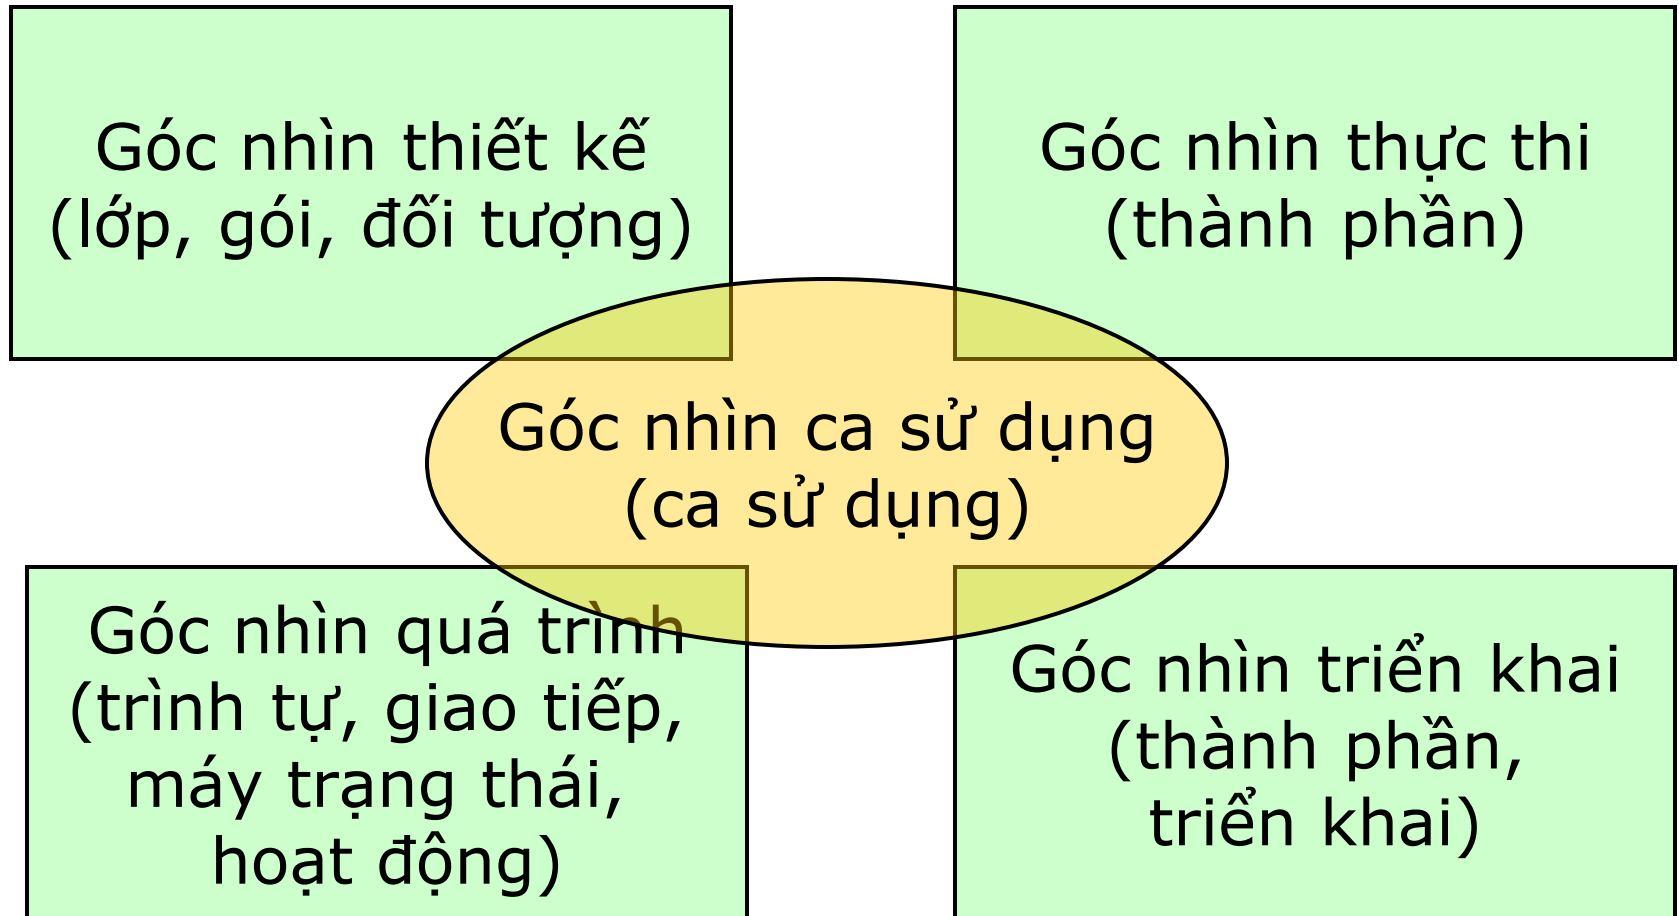 Góc nhìn thiết kế
(lớp, gói, đối tượng)
Góc nhìn thực thi
(thành phần)
Góc nhìn ca sử dụng
(ca sử dụng)
Góc nhìn quá trình
(trình tự, giao tiếp,
máy trạng thái,
hoạt động)
Góc nhìn triển khai
(thành phần,
triển khai)